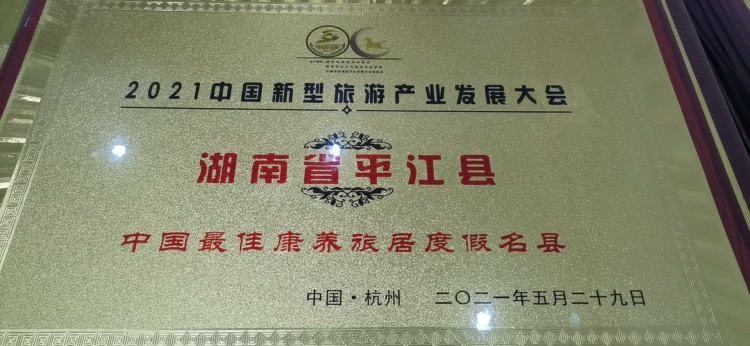 2021中国新型旅游产业发展大会
湖南省平江县
中国最佳康养旅居度假名县
中国·杭州 二〇二一年五月二十九日